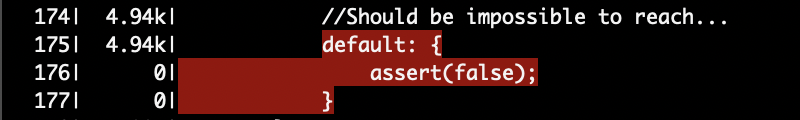 174|  4.94k|            //Should be impossible to reach...
175|  4.94k|            default: {
176|      0|                assert(false);
177|      0|            }